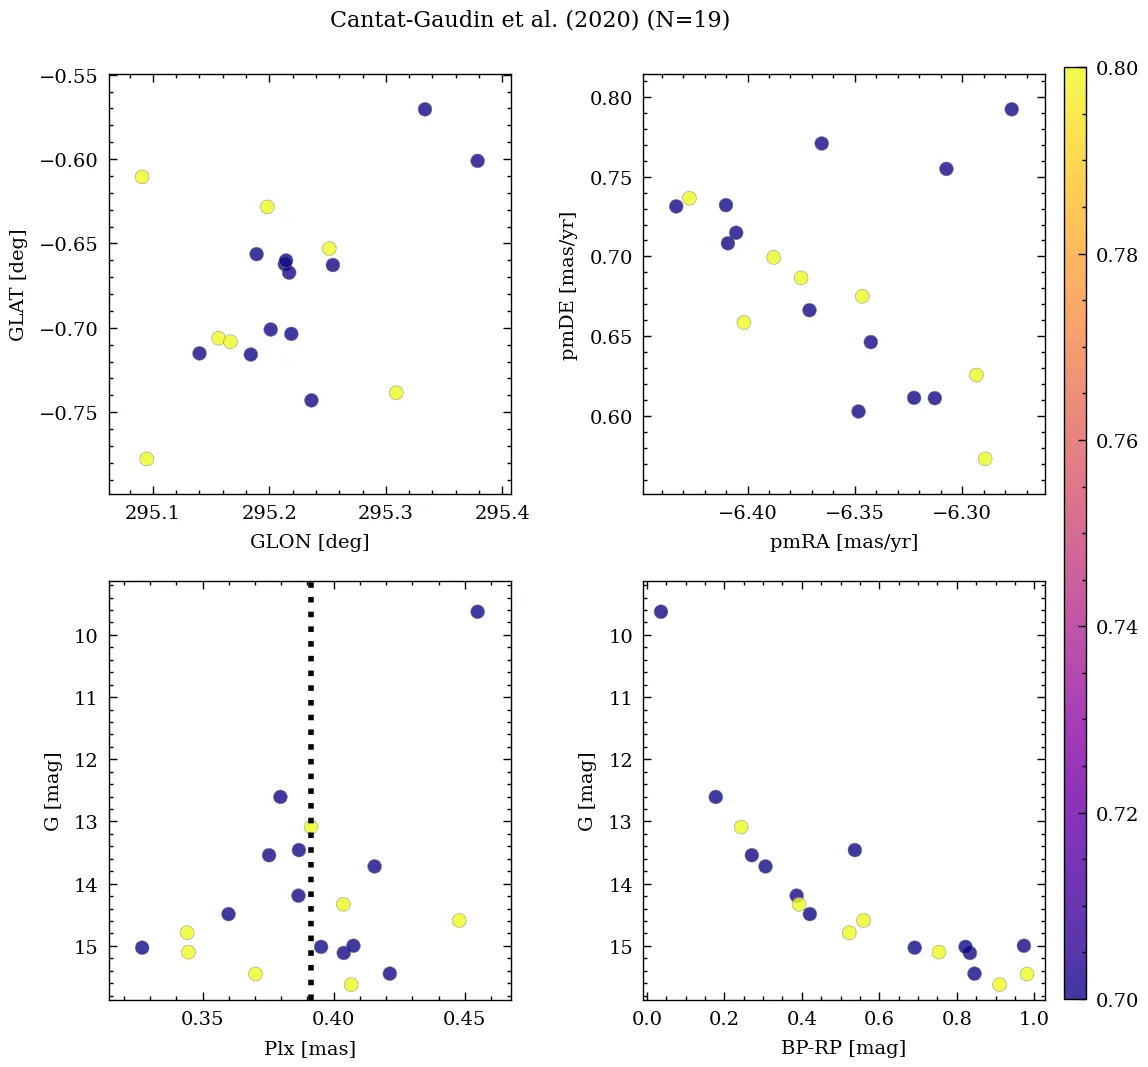 Cantat-Gaudin et al. (2020) (N=19)
−0.55
−0.60
−0.65
−0.70
−0.75
GLAT [deg]
295.1 295.2 295.3 295.4
GLON [deg]
0.80
0.75
0.70
0.65
0.60
pmDE [mas/yr]
−6.40 −6.35 −6.30
pmRA [mas/yr]
10
11
12
13
14
15
G [mag]
0.35 0.40 0.45
Plx [mas]
10
11
12
13
14
15
G [mag]
0.0 0.2 0.4 0.6 0.8 1.0
BP-RP [mag]
0.80
0.78
0.76
0.74
0.72
0.70